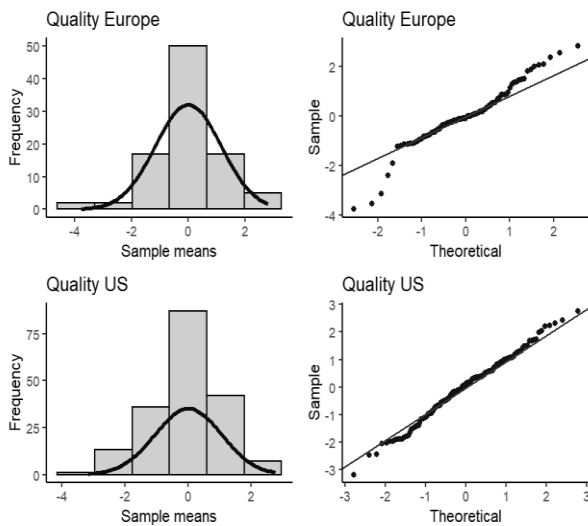 Quality Europe
50
40
30
20
10
0
Frequency
-4 -2 0 2
Sample means
Quality Europe
2
0
-2
-4
Sample
-2 -1 0 1 2
Theoretical
Quality US
75
50
25
0
Frequency
-4 -2 0 2
Sample means
Quality US
3
2
1
0
-1
-2
-3
Sample
-3 -2 -1 0 1 2 3
Theoretical